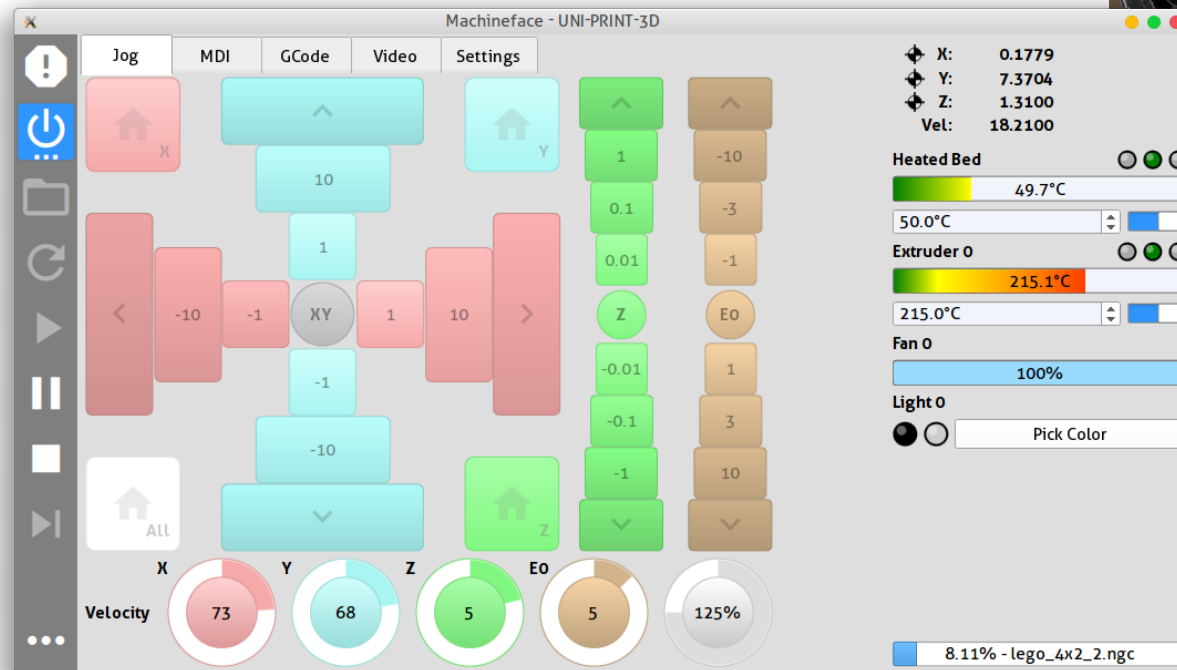 Machineface - UNI-PRINT-3D
Jog MDI GCode Video Settings
X: 0.1779
Y: 7.3704
Z: 1.3100
Vel: 18.2100
X
Y
10
1
-10 -1 XY 1 10
-1
-10
All
Z
1
0.1
0.01
Z
-0.01
-0.1
-1
-10
-3
-1
E0
1
3
10
Heated Bed
49.7°C
50.0°C
Extruder 0
215.1°C
215.0°C
Fan 0
100%
Light 0
Pick Color
X Y Z E0
Velocity 73 68 5 5 125%
8.11% - lego_4x2_2.ngc